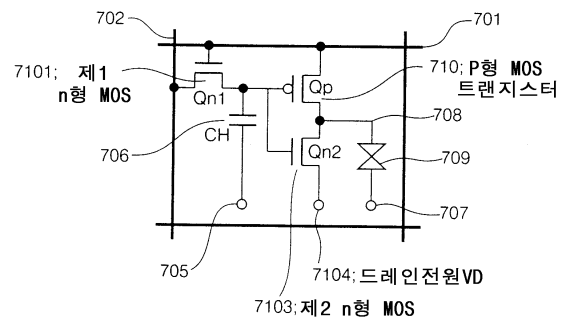 702
701
7101; 제1
n형 MOS
710; P형 MOS
트랜지스터
Qp
Qn1
708
CH
Qn2
706
709
707
705
7104; 드레인전원VD
7103; 제2 n형 MOS